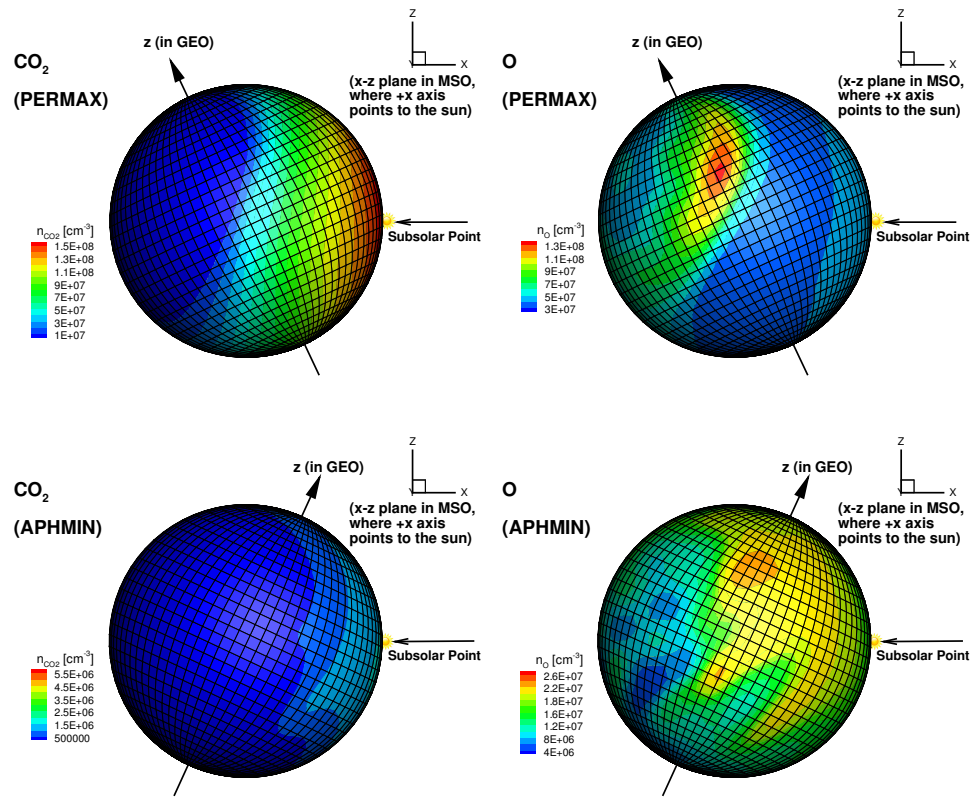 CO2
(PERMAX)
z (in GEO)
Z
Y
X
(x-z plane in MSO,
where +x axis
points to the sun)
Subsolar Point
nCO2 [cm-3]
1.5E+08
1.3E+08
1.1E+08
9E+07
7E+07
5E+07
3E+07
1E+07
O
(PERMAX)
z (in GEO)
Z
Y
X
(x-z plane in MSO,
where +x axis
points to the sun)
Subsolar Point
nO [cm-3]
1.3E+08
1.1E+08
9E+07
7E+07
5E+07
3E+07
CO2
(APHMIN)
z (in GEO)
Z
Y
X
(x-z plane in MSO,
where +x axis
points to the sun)
Subsolar Point
nCO2 [cm-3]
5.5E+06
4.5E+06
3.5E+06
2.5E+06
1.5E+06
500000
O
(APHMIN)
z (in GEO)
Z
Y
X
(x-z plane in MSO,
where +x axis
points to the sun)
Subsolar Point
nO [cm-3]
2.6E+07
2.2E+07
1.8E+07
1.6E+07
1.2E+07
8E+06
4E+06